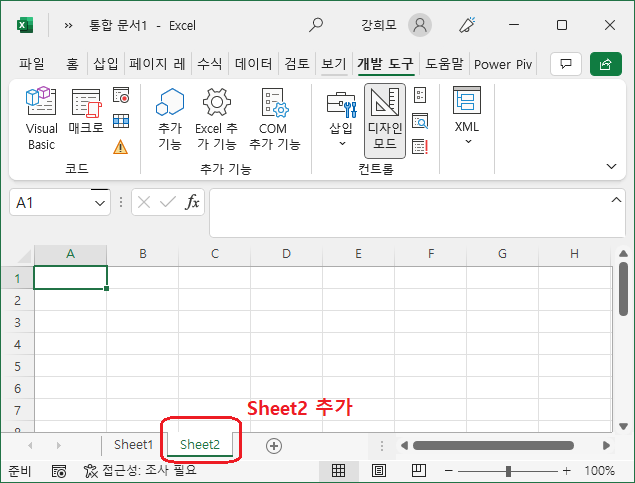 통합 문서1 - Excel
강희모
파일 홈 삽입 페이지 레 수식 데이터 검토 보기 개발 도구 도움말 Power Piv
Visual Basic
매크로
코드
추가 기능
Excel 추가 기능
COM 추가 기능
추가 기능
삽입
디자인 모드
컨트롤
XML
A1
fx
A B C D E F G H
1
2
3
4
5
6
7
8
Sheet2 추가
Sheet1 Sheet2
준비 접근성: 조사 필요 100%